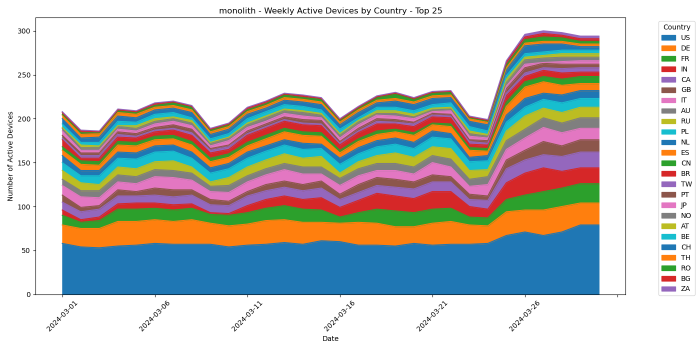 monolith - Weekly Active Devices by Country - Top 25
Number of Active Devices
300
250
200
150
100
50
0
2024-03-01
2024-03-06
2024-03-11
2024-03-16
2024-03-21
2024-03-26
Date
Country
US
DE
FR
IN
CA
GB
IT
AU
RU
PL
NL
ES
CN
BR
TW
PT
JP
NO
AT
BE
CH
TH
RO
BG
ZA